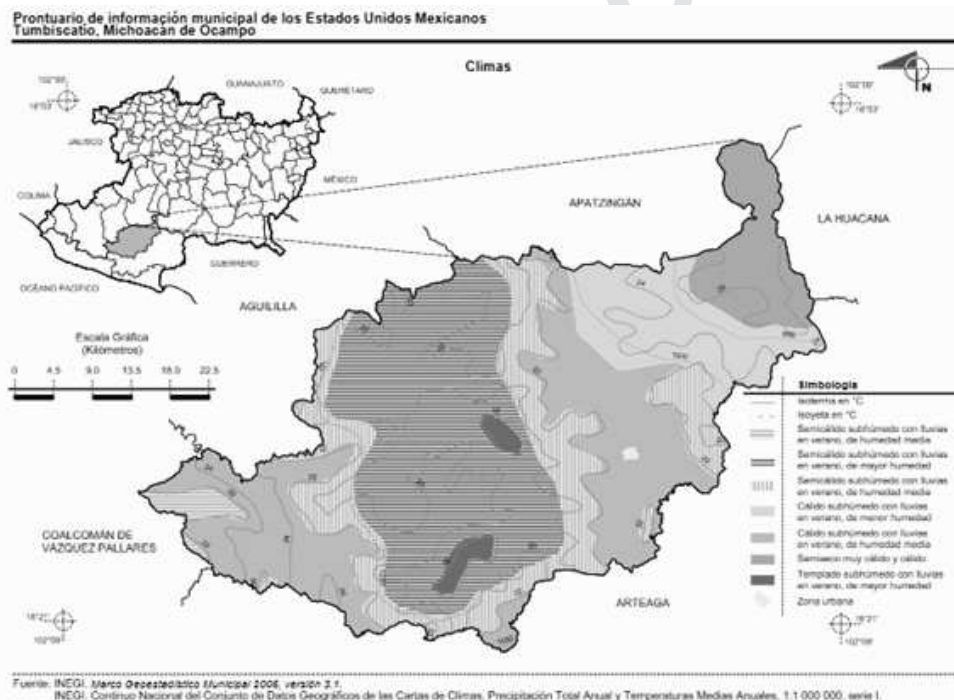 Prontuario de información municipal de los Estados Unidos Mexicanos
Tumbiscatío, Michoacán de Ocampo
Climas
N
GUANAJUATO
QUERÉTARO
JALISCO
MÉXICO
COLIMA
GUERRERO
OCÉANO PACÍFICO
APATZINGÁN
LA HUACANA
AGUILILLA
Escala Gráfica
(Kilómetros)
0 4.5 9.0 13.5 18.0 22.5
COALCOMÁN DE
VÁZQUEZ PALLARES
ARTEAGA
Simbología
Isoterma en °C
Isoyeta en °C
Semicálido subhúmedo con lluvias
en verano, de humedad media
Semicálido subhúmedo con lluvias
en verano, de mayor humedad
Semicálido subhúmedo con lluvias
en verano, de humedad media
Cálido subhúmedo con lluvias
en verano, de menor humedad
Cálido subhúmedo con lluvias
en verano, de humedad media
Semiseco muy cálido y cálido
Templado subhúmedo con lluvias
en verano, de mayor humedad
Zona urbana
Fuente: INEGI. Marco Geoestadístico Municipal 2005, versión 3.1.
INEGI. Continuo Nacional del Conjunto de Datos Geográficos de las Cartas de Climas, Precipitación Total Anual y Temperaturas Medias Anuales, 1:1 000 000, serie I.